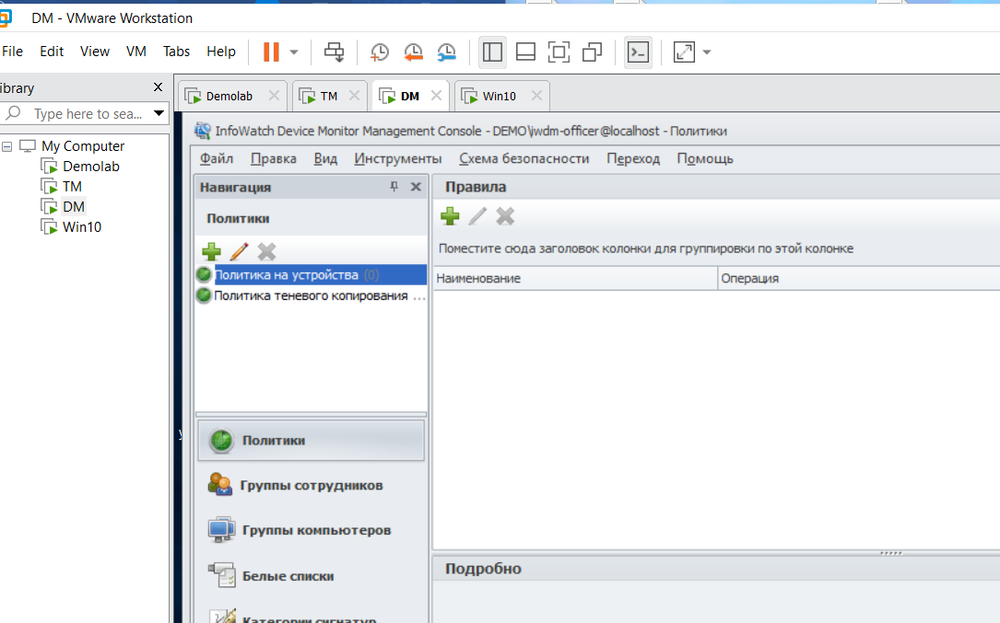 DM - VMware Workstation
File Edit View VM Tabs Help
ibrary
Type here to sea...
My Computer
Demolab
TM
DM
Win10
Demolab TM DM Win10
InfoWatch Device Monitor Management Console - DEMO\iwdm-officer@localhost - Политики
Файл Правка Вид Инструменты Схема безопасности Переход Помощь
Навигация
Политики
Политика на устройства (0)
Политика теневого копирования ...
Политики
Группы сотрудников
Группы компьютеров
Белые списки
Категории сигнатур
Правила
Поместите сюда заголовок колонки для группировки по этой колонке
Наименование Операция
Подробно